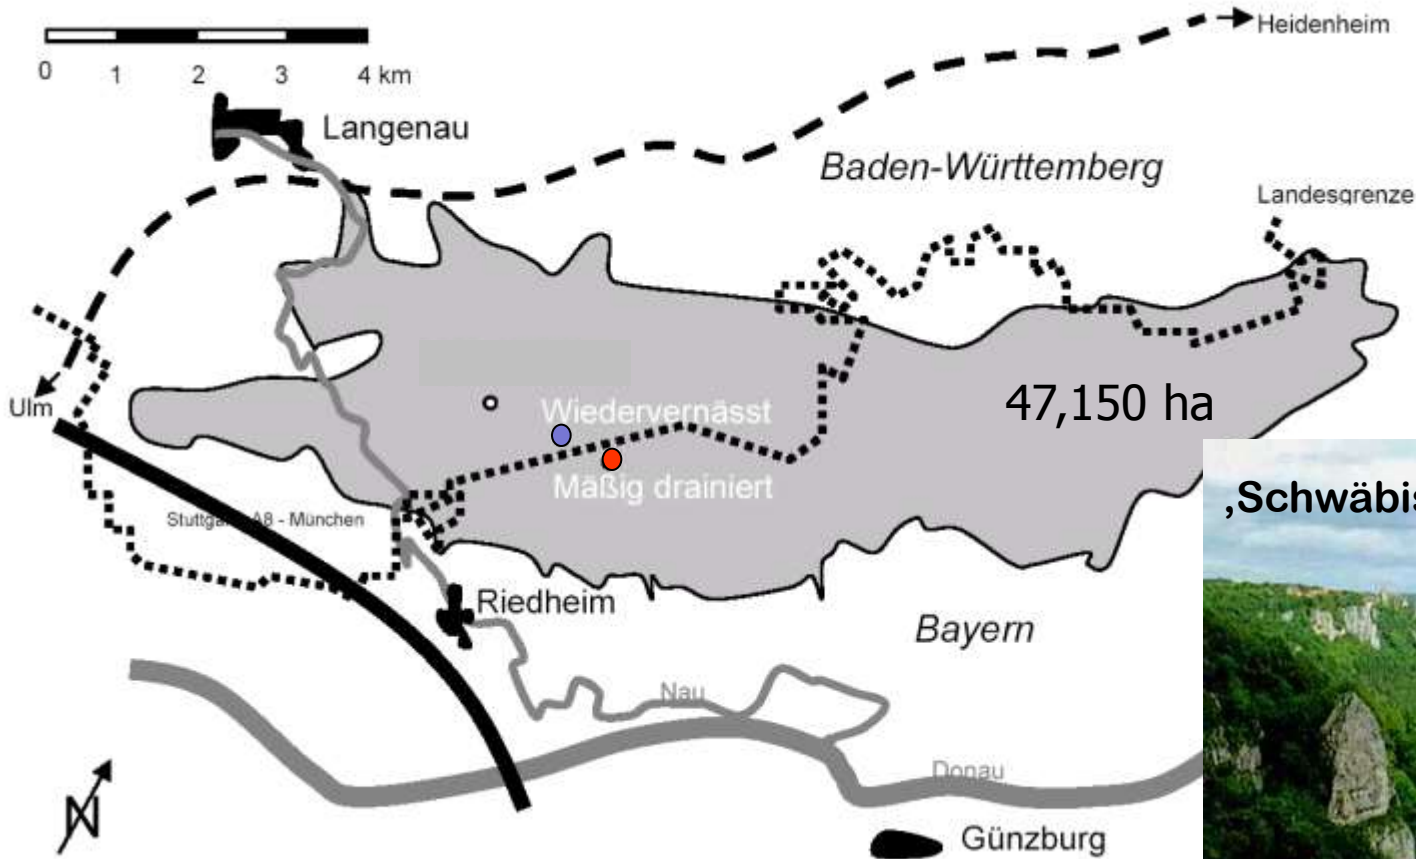 Heidenheim
0 1 2 3 4 km
Langenau
Baden-Württemberg
Landesgrenze
47,150 ha
Ulm
Wiedervernässt
Mäßig drainiert
Stuttgart A8 - München
‚Schwäbis
Riedheim
Bayern
Nau
Donau
Günzburg
N